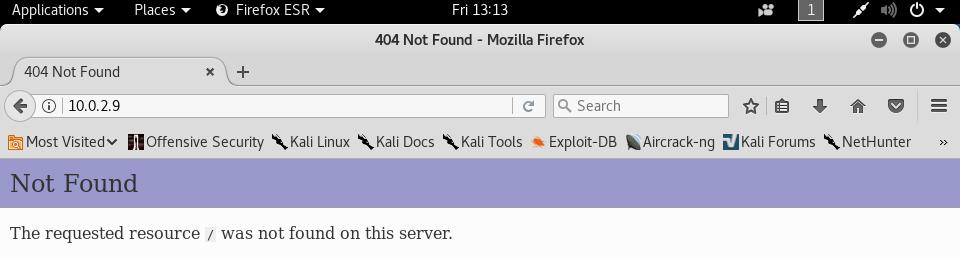 Applications Places Firefox ESR Fri 13:13 1
404 Not Found - Mozilla Firefox
404 Not Found
10.0.2.9 Search
Most Visited Offensive Security Kali Linux Kali Docs Kali Tools Exploit-DB Aircrack-ng Kali Forums NetHunter »
Not Found
The requested resource / was not found on this server.